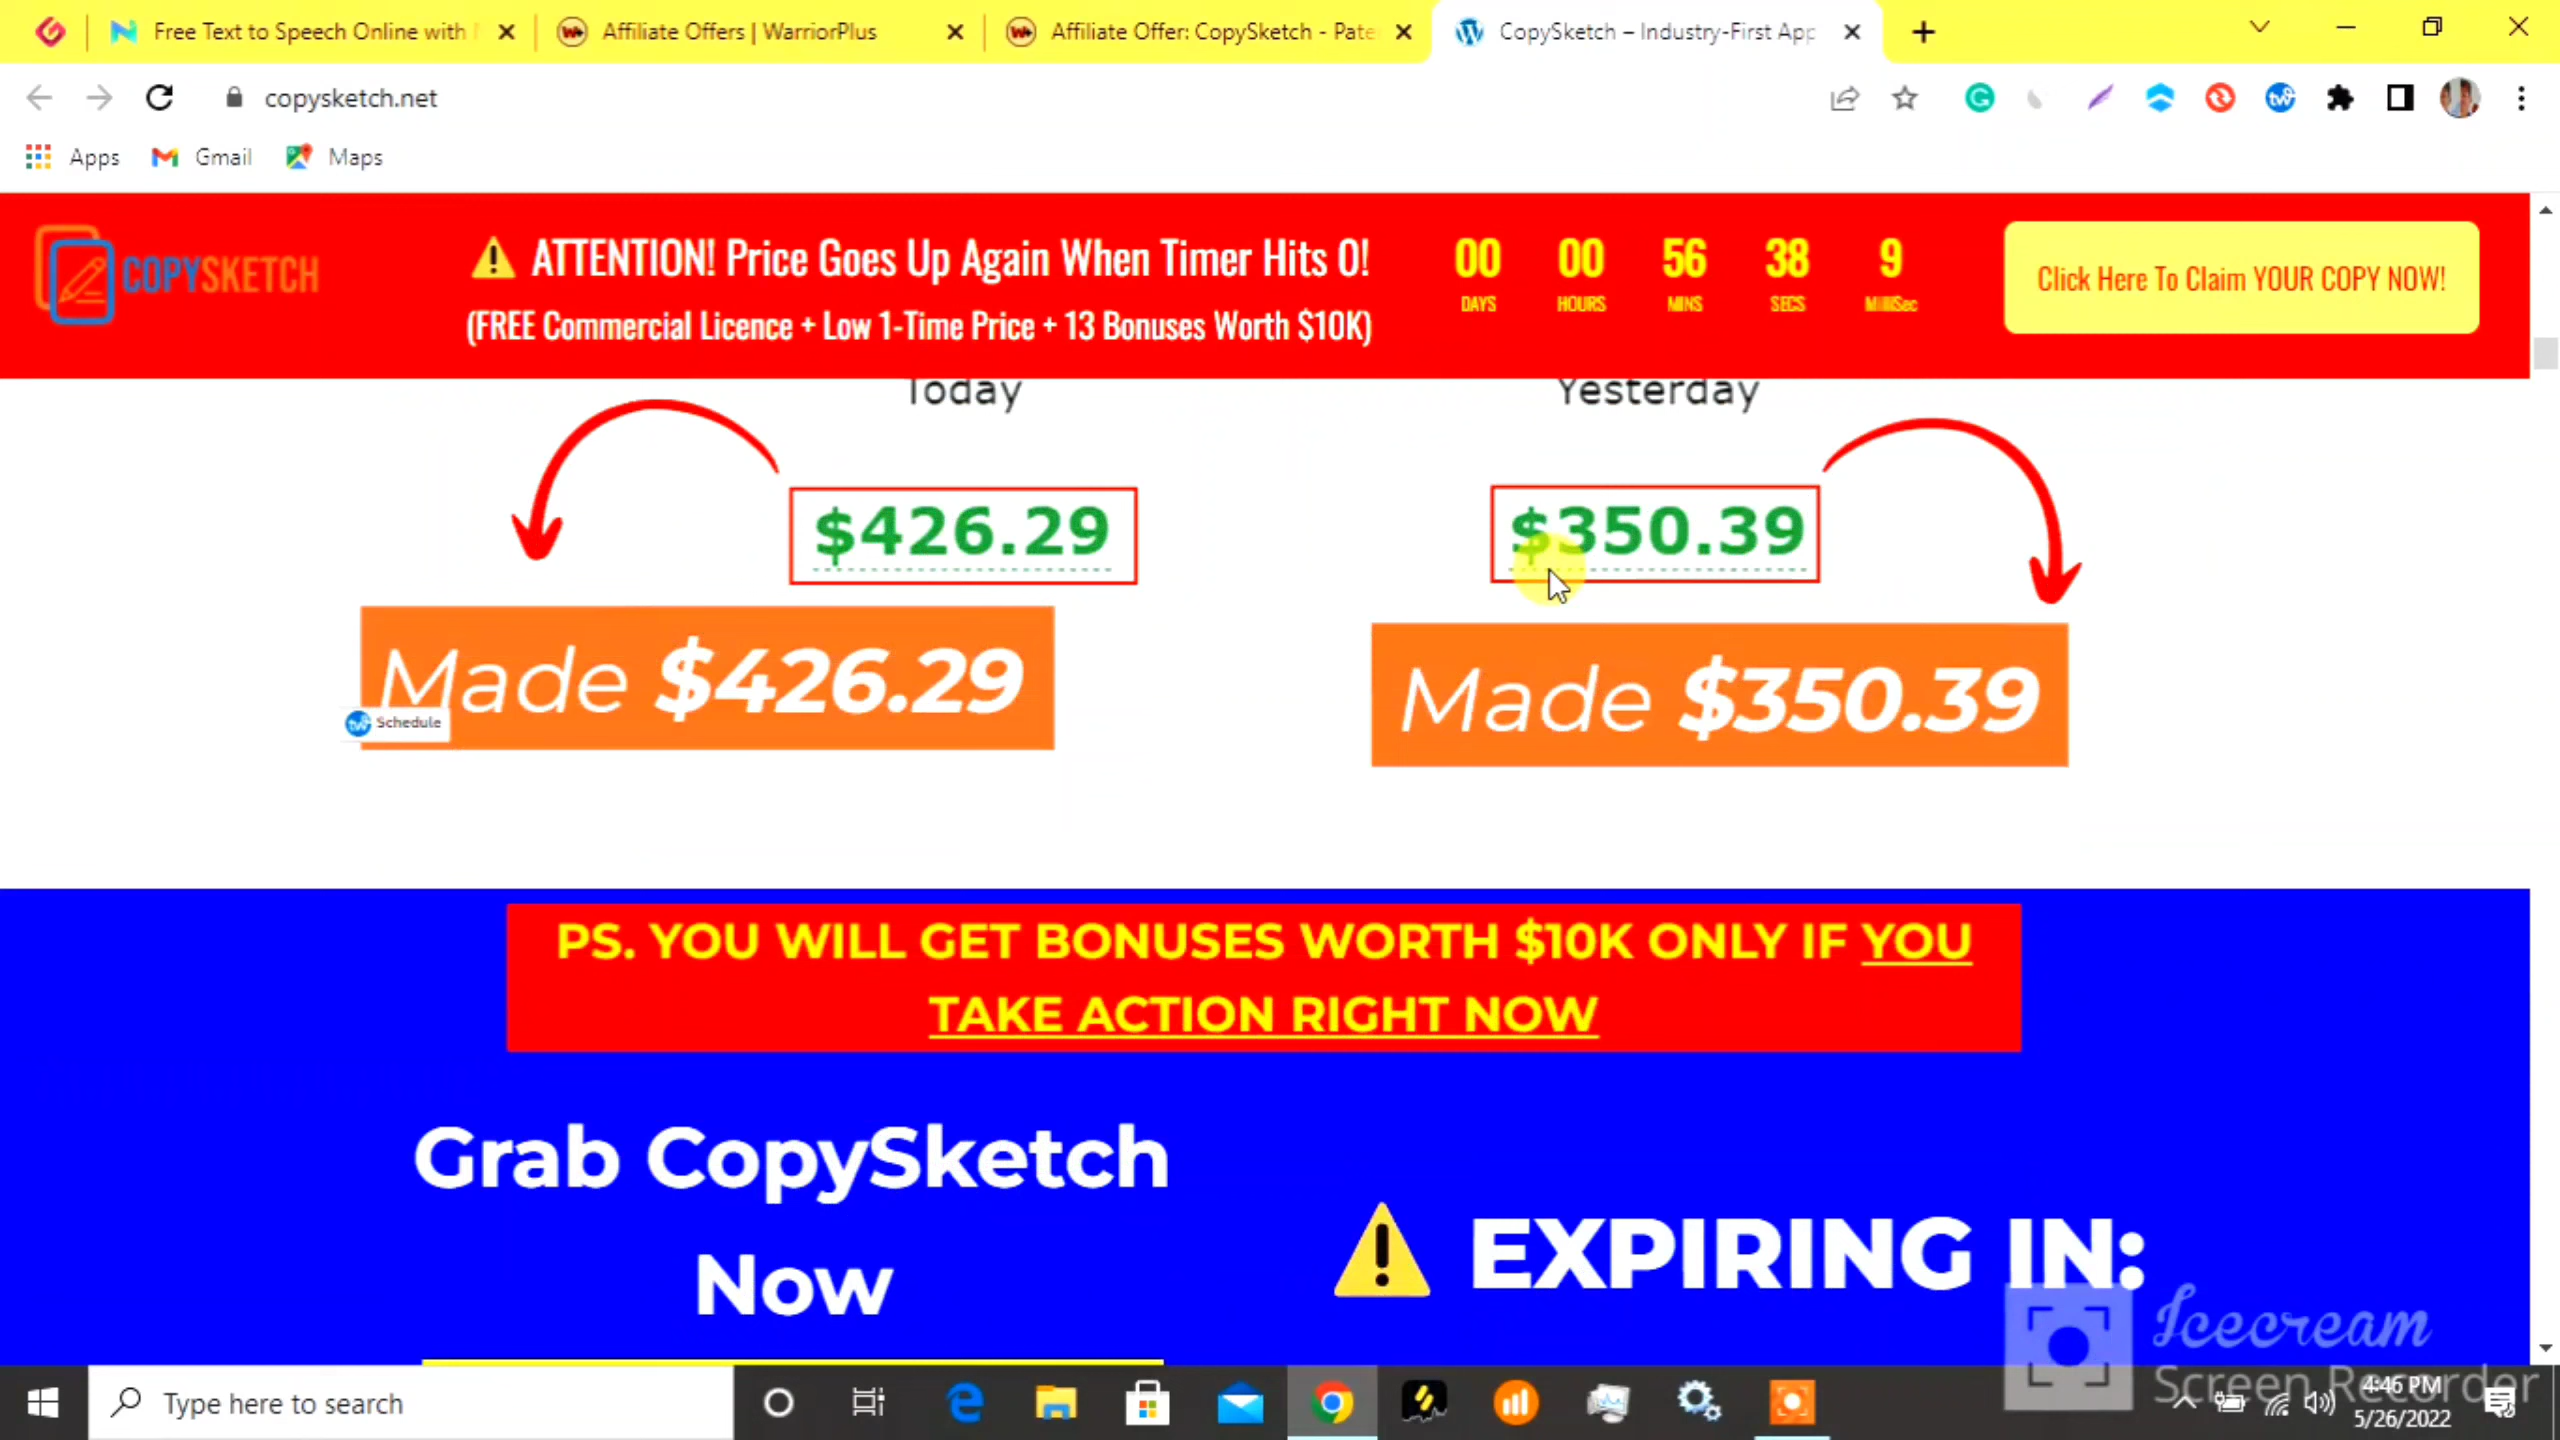 Free Text to Speech Online with
Affiliate Offers | WarriorPlus
Affiliate Offer: CopySketch - Pate
CopySketch – Industry-First App
copysketch.net
Apps
Gmail
Maps
COPYSKETCH
ATTENTION! Price Goes Up Again When Timer Hits 0!
(FREE Commercial Licence + Low 1-Time Price + 13 Bonuses Worth $10K)
00 00 56 38 9
DAYS HOURS MINS SECS MilliSec
Click Here To Claim YOUR COPY NOW!
Today
Yesterday
$426.29
$350.39
Made $426.29
Made $350.39
Schedule
PS. YOU WILL GET BONUSES WORTH $10K ONLY IF YOU
TAKE ACTION RIGHT NOW
Grab CopySketch
Now
EXPIRING IN:
Icecream
Screen Recorder
Type here to search
4:46 PM
5/26/2022